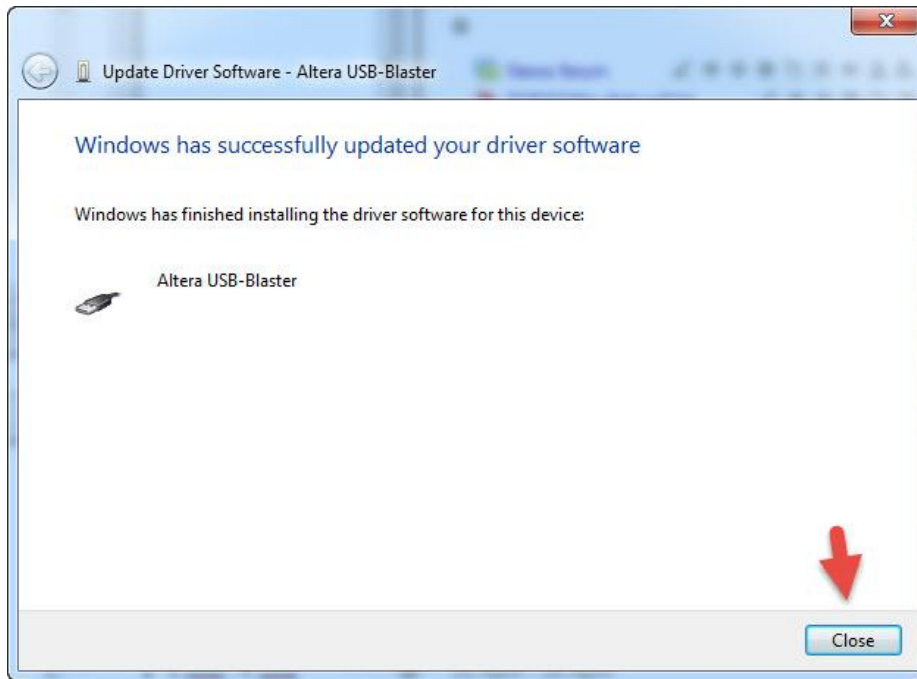 Update Driver Software - Altera USB-Blaster
Windows has successfully updated your driver software
Windows has finished installing the driver software for this device:
Altera USB-Blaster
Close